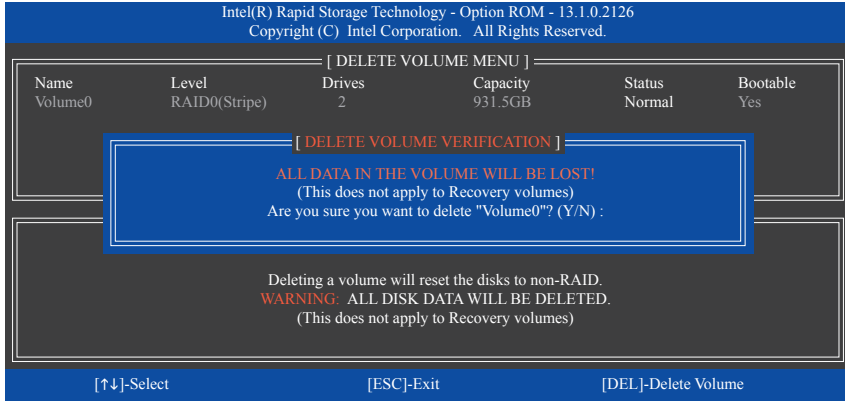 Intel(R) Rapid Storage Technology - Option ROM - 13.1.0.2126
Copyright (C) Intel Corporation. All Rights Reserved.
[ DELETE VOLUME MENU ]
Name Level Drives Capacity Status Bootable
Volume0 RAID0(Stripe) 2 931.5GB Normal Yes
[ DELETE VOLUME VERIFICATION ]
ALL DATA IN THE VOLUME WILL BE LOST!
(This does not apply to Recovery volumes)
Are you sure you want to delete "Volume0"? (Y/N) :
Deleting a volume will reset the disks to non-RAID.
WARNING: ALL DISK DATA WILL BE DELETED.
(This does not apply to Recovery volumes)
[↑↓]-Select [ESC]-Exit [DEL]-Delete Volume